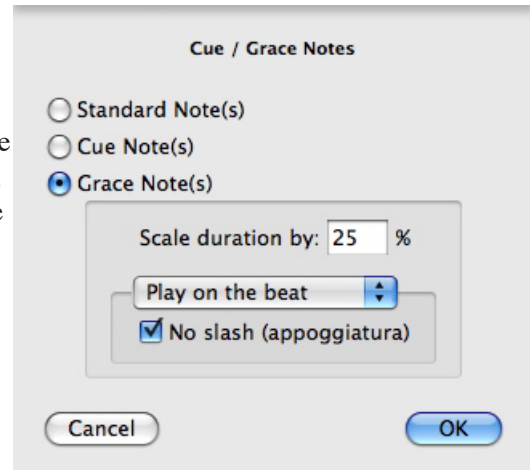 Cue / Grace Notes
Standard Note(s)
Cue Note(s)
Grace Note(s)
Scale duration by: 25 %
Play on the beat
No slash (appoggiatura)
Cancel OK